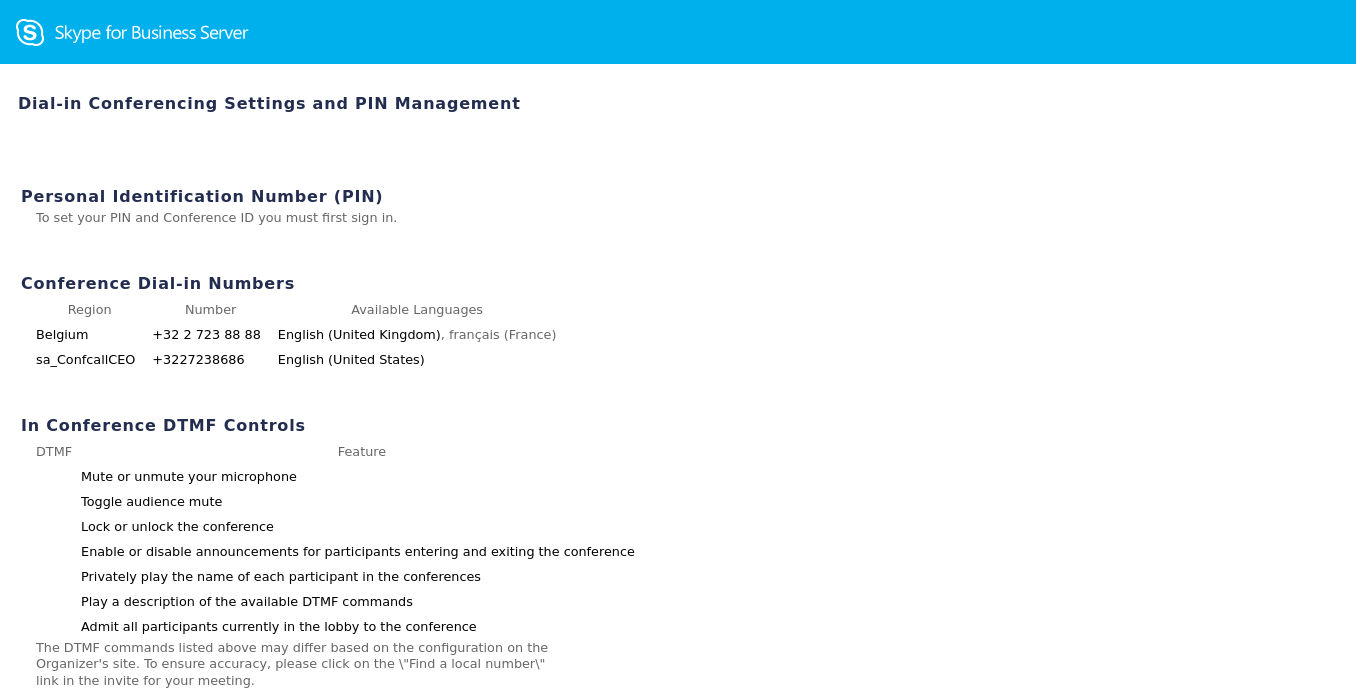 Skype for Business Server
Dial-in Conferencing Settings and PIN Management
Personal Identification Number (PIN)
To set your PIN and Conference ID you must first sign in.
Conference Dial-in Numbers
Region Number Available Languages
Belgium +32 2 723 88 88 English (United Kingdom), français (France)
sa_ConfcallCEO +3227238686 English (United States)
In Conference DTMF Controls
DTMF Feature
Mute or unmute your microphone
Toggle audience mute
Lock or unlock the conference
Enable or disable announcements for participants entering and exiting the conference
Privately play the name of each participant in the conferences
Play a description of the available DTMF commands
Admit all participants currently in the lobby to the conference
The DTMF commands listed above may differ based on the configuration on the
Organizer's site. To ensure accuracy, please click on the \"Find a local number\"
link in the invite for your meeting.